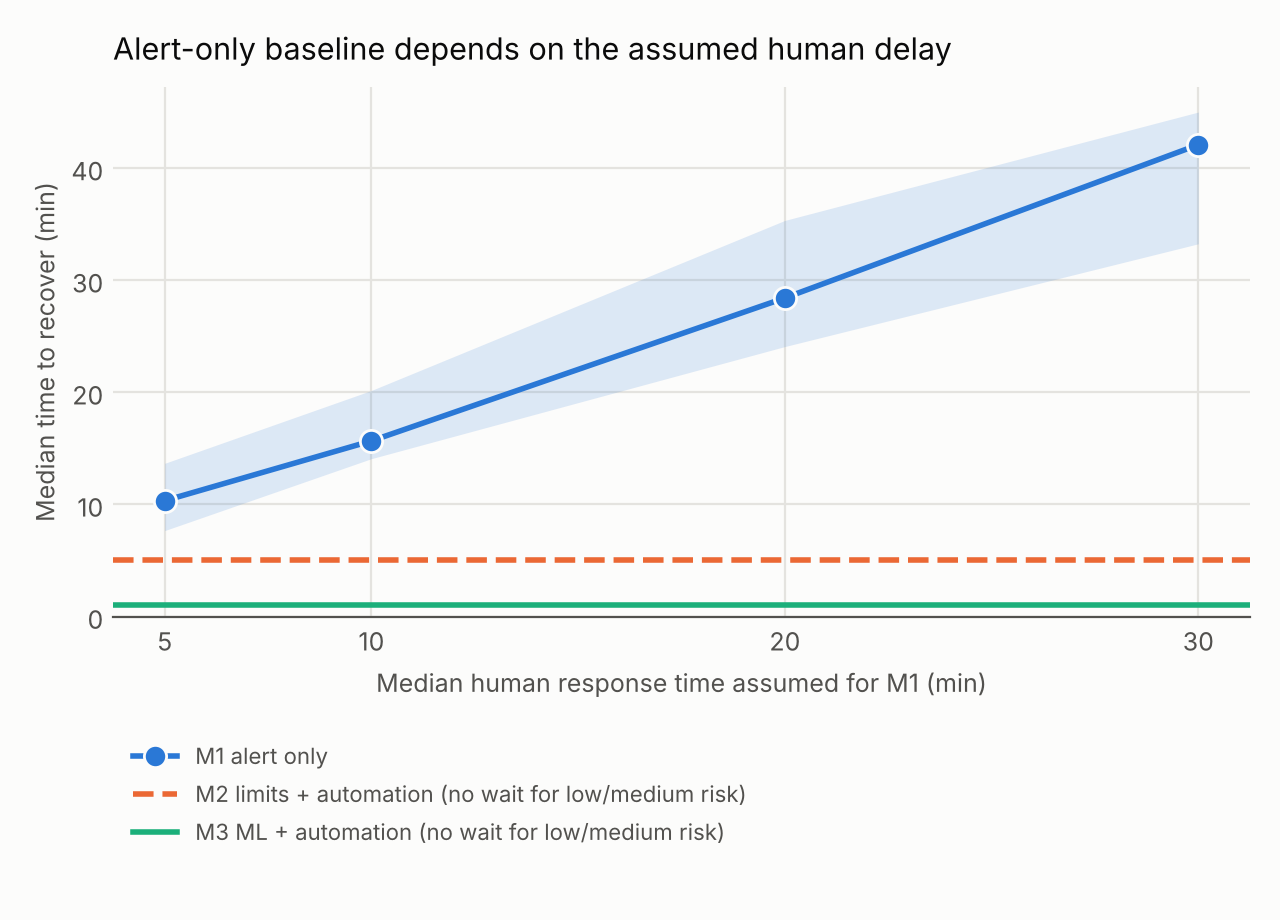 Alert-only baseline depends on the assumed human delay
Median time to recover (min)
40
30
20
10
0
5 10 20 30
Median human response time assumed for M1 (min)
M1 alert only
M2 limits + automation (no wait for low/medium risk)
M3 ML + automation (no wait for low/medium risk)